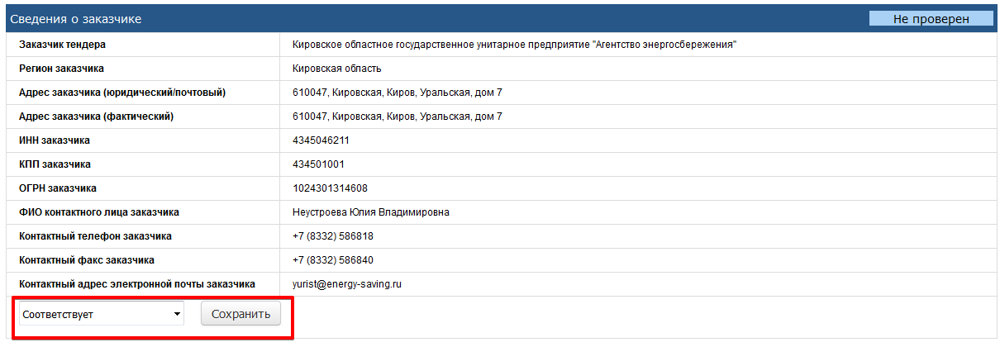 Сведения о заказчике Не проверен
Заказчик тендера Кировское областное государственное унитарное предприятие "Агентство энергосбережения"
Регион заказчика Кировская область
Адрес заказчика (юридический/почтовый) 610047, Кировская, Киров, Уральская, дом 7
Адрес заказчика (фактический) 610047, Кировская, Киров, Уральская, дом 7
ИНН заказчика 4345046211
КПП заказчика 434501001
ОГРН заказчика 1024301314608
ФИО контактного лица заказчика Неустроева Юлия Владимировна
Контактный телефон заказчика +7 (8332) 586818
Контактный факс заказчика +7 (8332) 586840
Контактный адрес электронной почты заказчика yurist@energy-saving.ru
Соответствует Сохранить